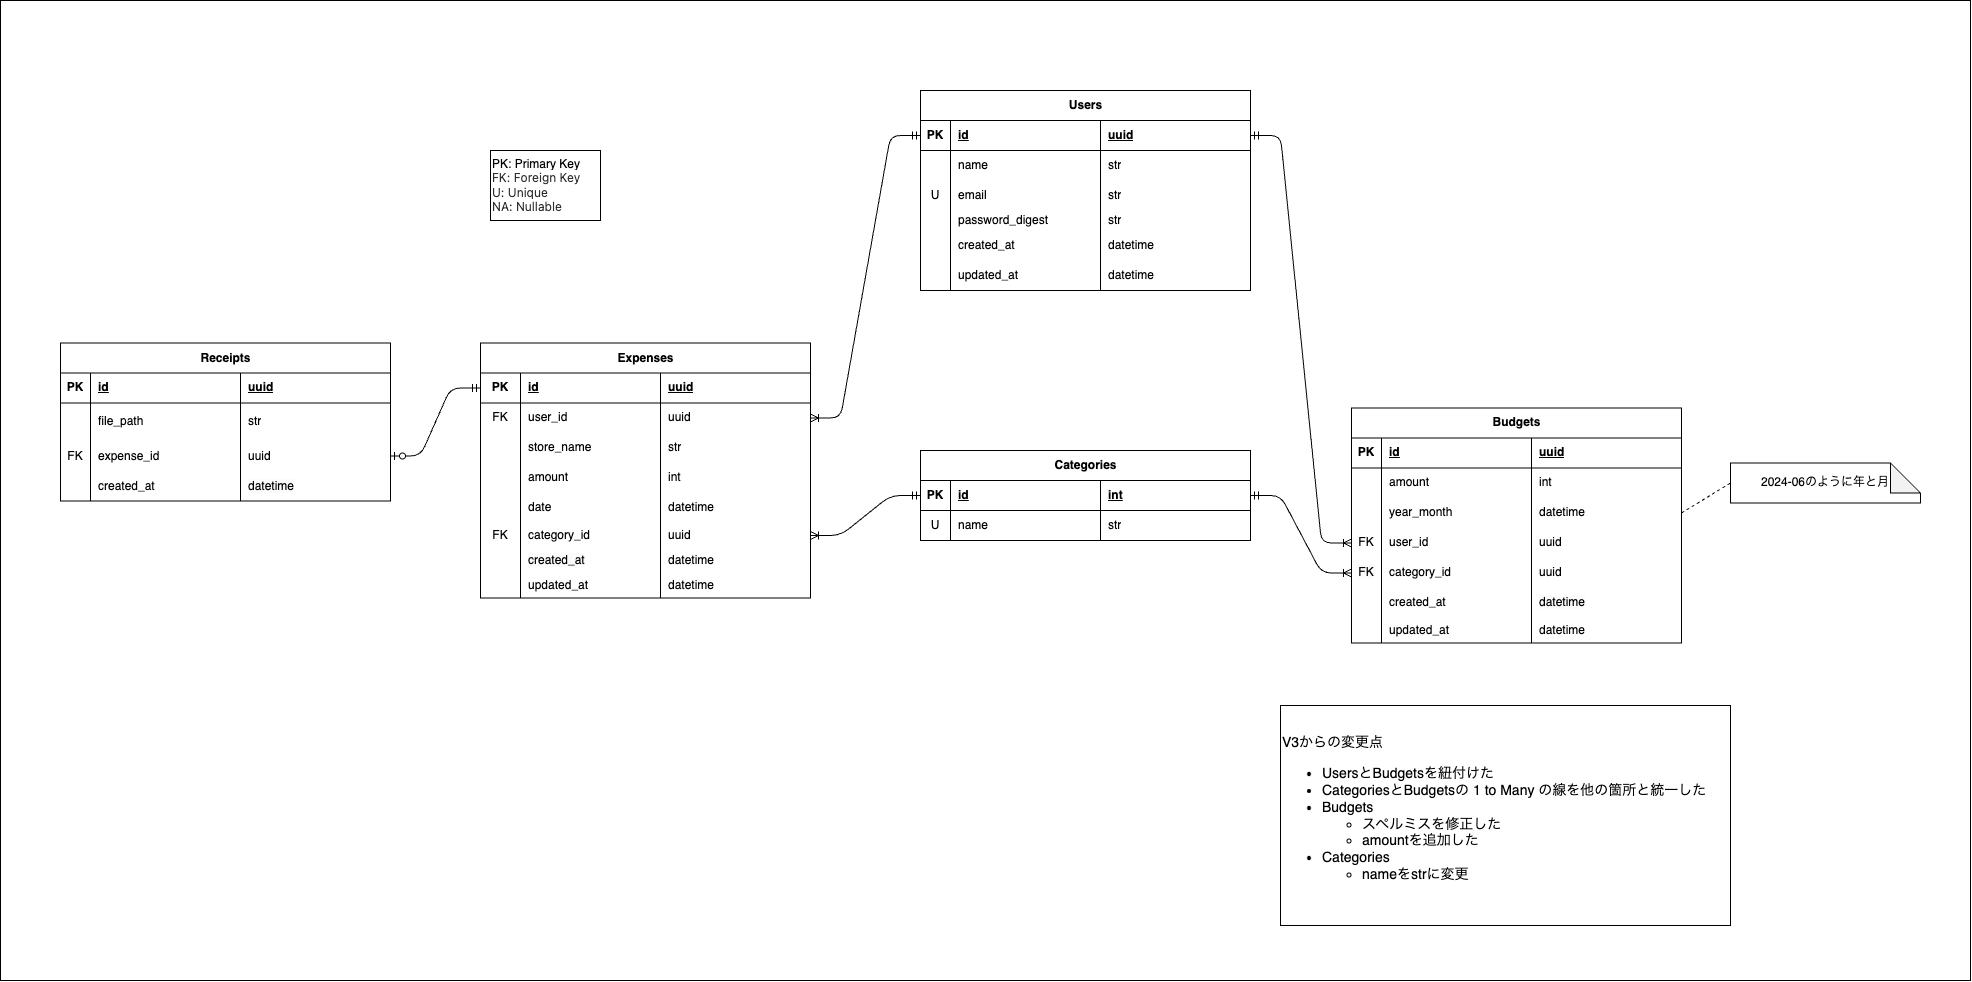 Users
PK id uuid
name str
U email str
password_digest str
created_at datetime
updated_at datetime
PK: Primary Key
FK: Foreign Key
U: Unique
NA: Nullable
Receipts
PK id uuid
file_path str
FK expense_id uuid
created_at datetime
Expenses
PK id uuid
FK user_id uuid
store_name str
amount int
date datetime
FK category_id uuid
created_at datetime
updated_at datetime
Categories
PK id int
U name str
Budgets
PK id uuid
amount int
year_month datetime
FK user_id uuid
FK category_id uuid
created_at datetime
updated_at datetime
2024-06のように年と月
V3からの変更点
• UsersとBudgetsを紐付けた
• CategoriesとBudgetsの 1 to Many の線を他の箇所と統一した
• Budgets
◦ スペルミスを修正した
◦ amountを追加した
• Categories
◦ nameをstrに変更